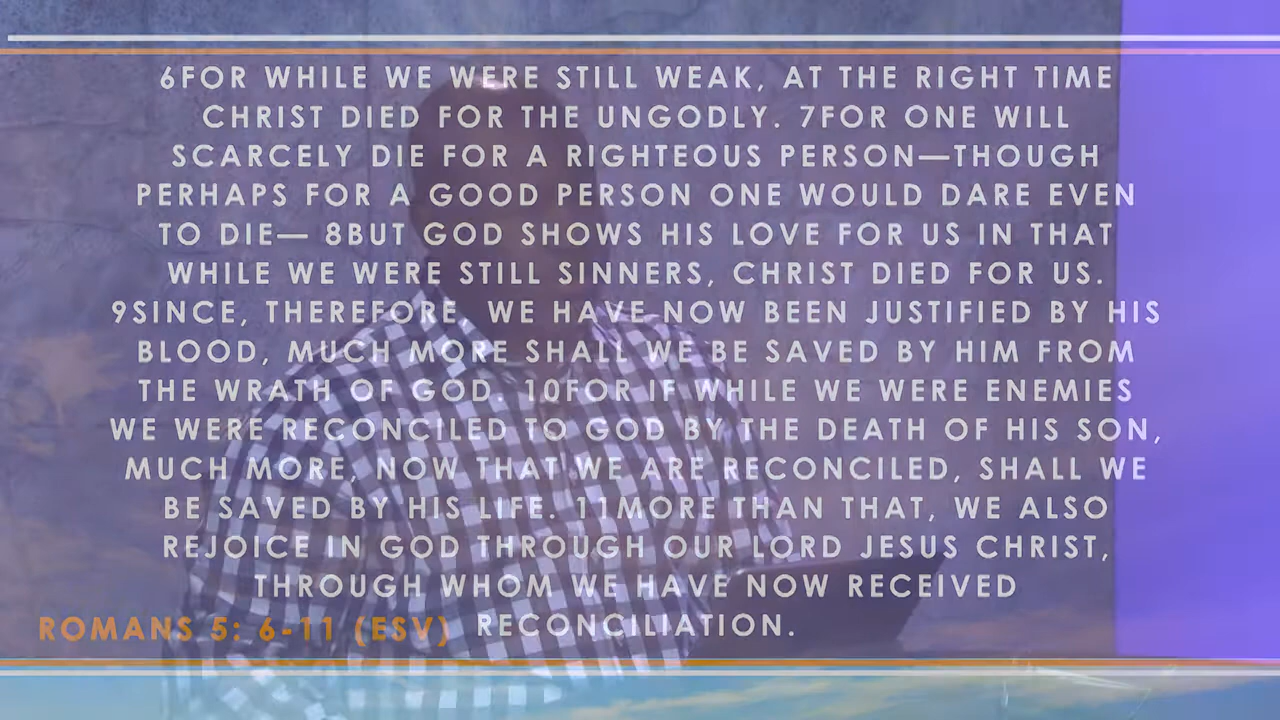 6FOR WHILE WE WERE STILL WEAK, AT THE RIGHT TIME
CHRIST DIED FOR THE UNGODLY. 7FOR ONE WILL
SCARCELY DIE FOR A RIGHTEOUS PERSON—THOUGH
PERHAPS FOR A GOOD PERSON ONE WOULD DARE EVEN
TO DIE— 8BUT GOD SHOWS HIS LOVE FOR US IN THAT
WHILE WE WERE STILL SINNERS, CHRIST DIED FOR US.
9SINCE, THEREFORE, WE HAVE NOW BEEN JUSTIFIED BY HIS
BLOOD, MUCH MORE SHALL WE BE SAVED BY HIM FROM
THE WRATH OF GOD. 10FOR IF WHILE WE WERE ENEMIES
WE WERE RECONCILED TO GOD BY THE DEATH OF HIS SON,
MUCH MORE, NOW THAT WE ARE RECONCILED, SHALL WE
BE SAVED BY HIS LIFE. 11MORE THAN THAT, WE ALSO
REJOICE IN GOD THROUGH OUR LORD JESUS CHRIST,
THROUGH WHOM WE HAVE NOW RECEIVED
RECONCILIATION.
ROMANS 5: 6-11 (ESV)